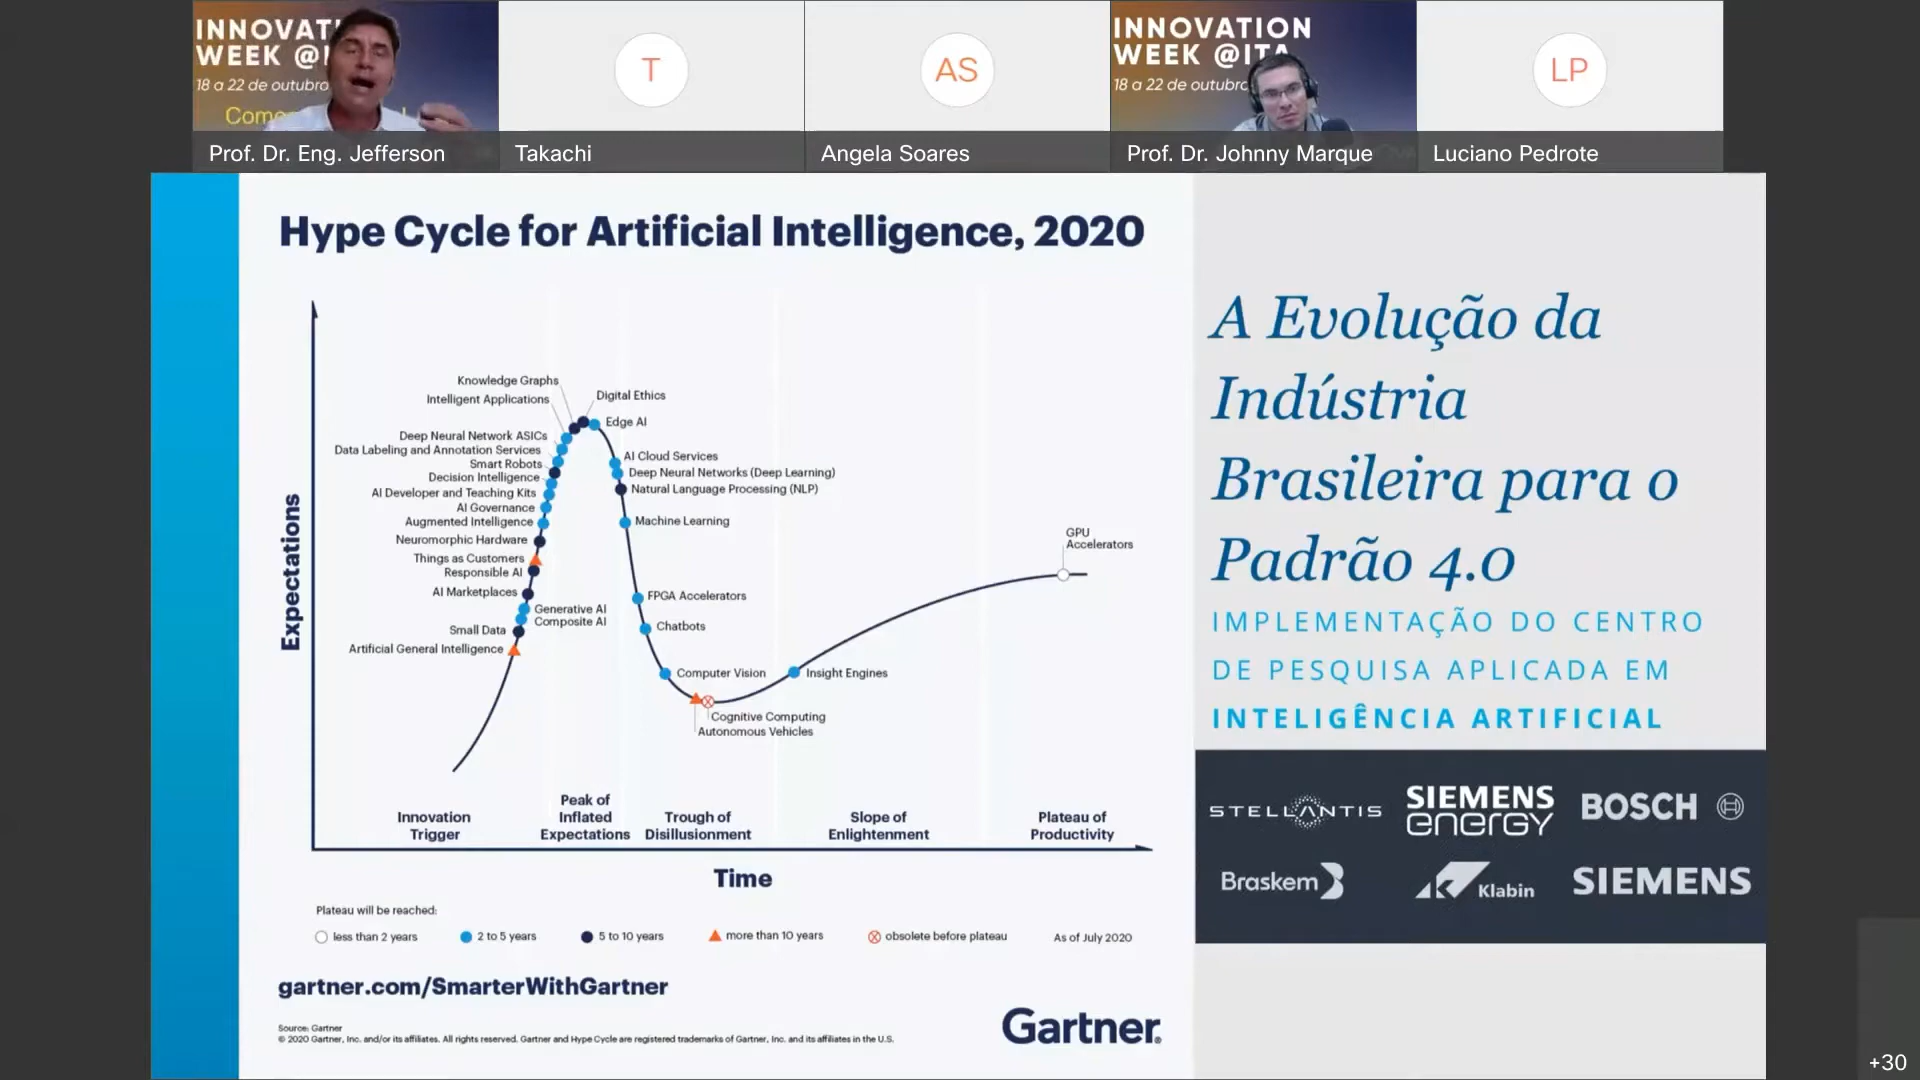 INNOVAT
WEEK @
18 a 22 de outubro
T
AS
INNOVATION
WEEK @ITA
18 a 22 de outubro
LP
Prof. Dr. Eng. Jefferson
Takachi
Angela Soares
Prof. Dr. Johnny Marque
Luciano Pedrote
Hype Cycle for Artificial Intelligence, 2020
Expectations
Knowledge Graphs
Intelligent Applications
Deep Neural Network ASICs
Data Labeling and Annotation Services
Smart Robots
Decision Intelligence
AI Developer and Teaching Kits
AI Governance
Augmented Intelligence
Neuromorphic Hardware
Things as Customers
Responsible AI
AI Marketplaces
Generative AI
Composite AI
Small Data
Artificial General Intelligence
Digital Ethics
Edge AI
AI Cloud Services
Deep Neural Networks (Deep Learning)
Natural Language Processing (NLP)
Machine Learning
FPGA Accelerators
Chatbots
Computer Vision
Cognitive Computing
Autonomous Vehicles
Insight Engines
GPU
Accelerators
Innovation
Trigger
Peak of
Inflated
Expectations
Trough of
Disillusionment
Slope of
Enlightenment
Plateau of
Productivity
Time
Plateau will be reached:
less than 2 years
2 to 5 years
5 to 10 years
more than 10 years
obsolete before plateau
As of July 2020
gartner.com/SmarterWithGartner
Source: Gartner
© 2020 Gartner, Inc. and/or its affiliates. All rights reserved. Gartner and Hype Cycle are registered trademarks of Gartner, Inc. and its affiliates in the U.S.
Gartner®
A Evolução da
Indústria
Brasileira para o
Padrão 4.0
IMPLEMENTAÇÃO DO CENTRO
DE PESQUISA APLICADA EM
INTELIGÊNCIA ARTIFICIAL
STELLANTIS
SIEMENS
energy
BOSCH
Braskem
Klabin
SIEMENS
+30